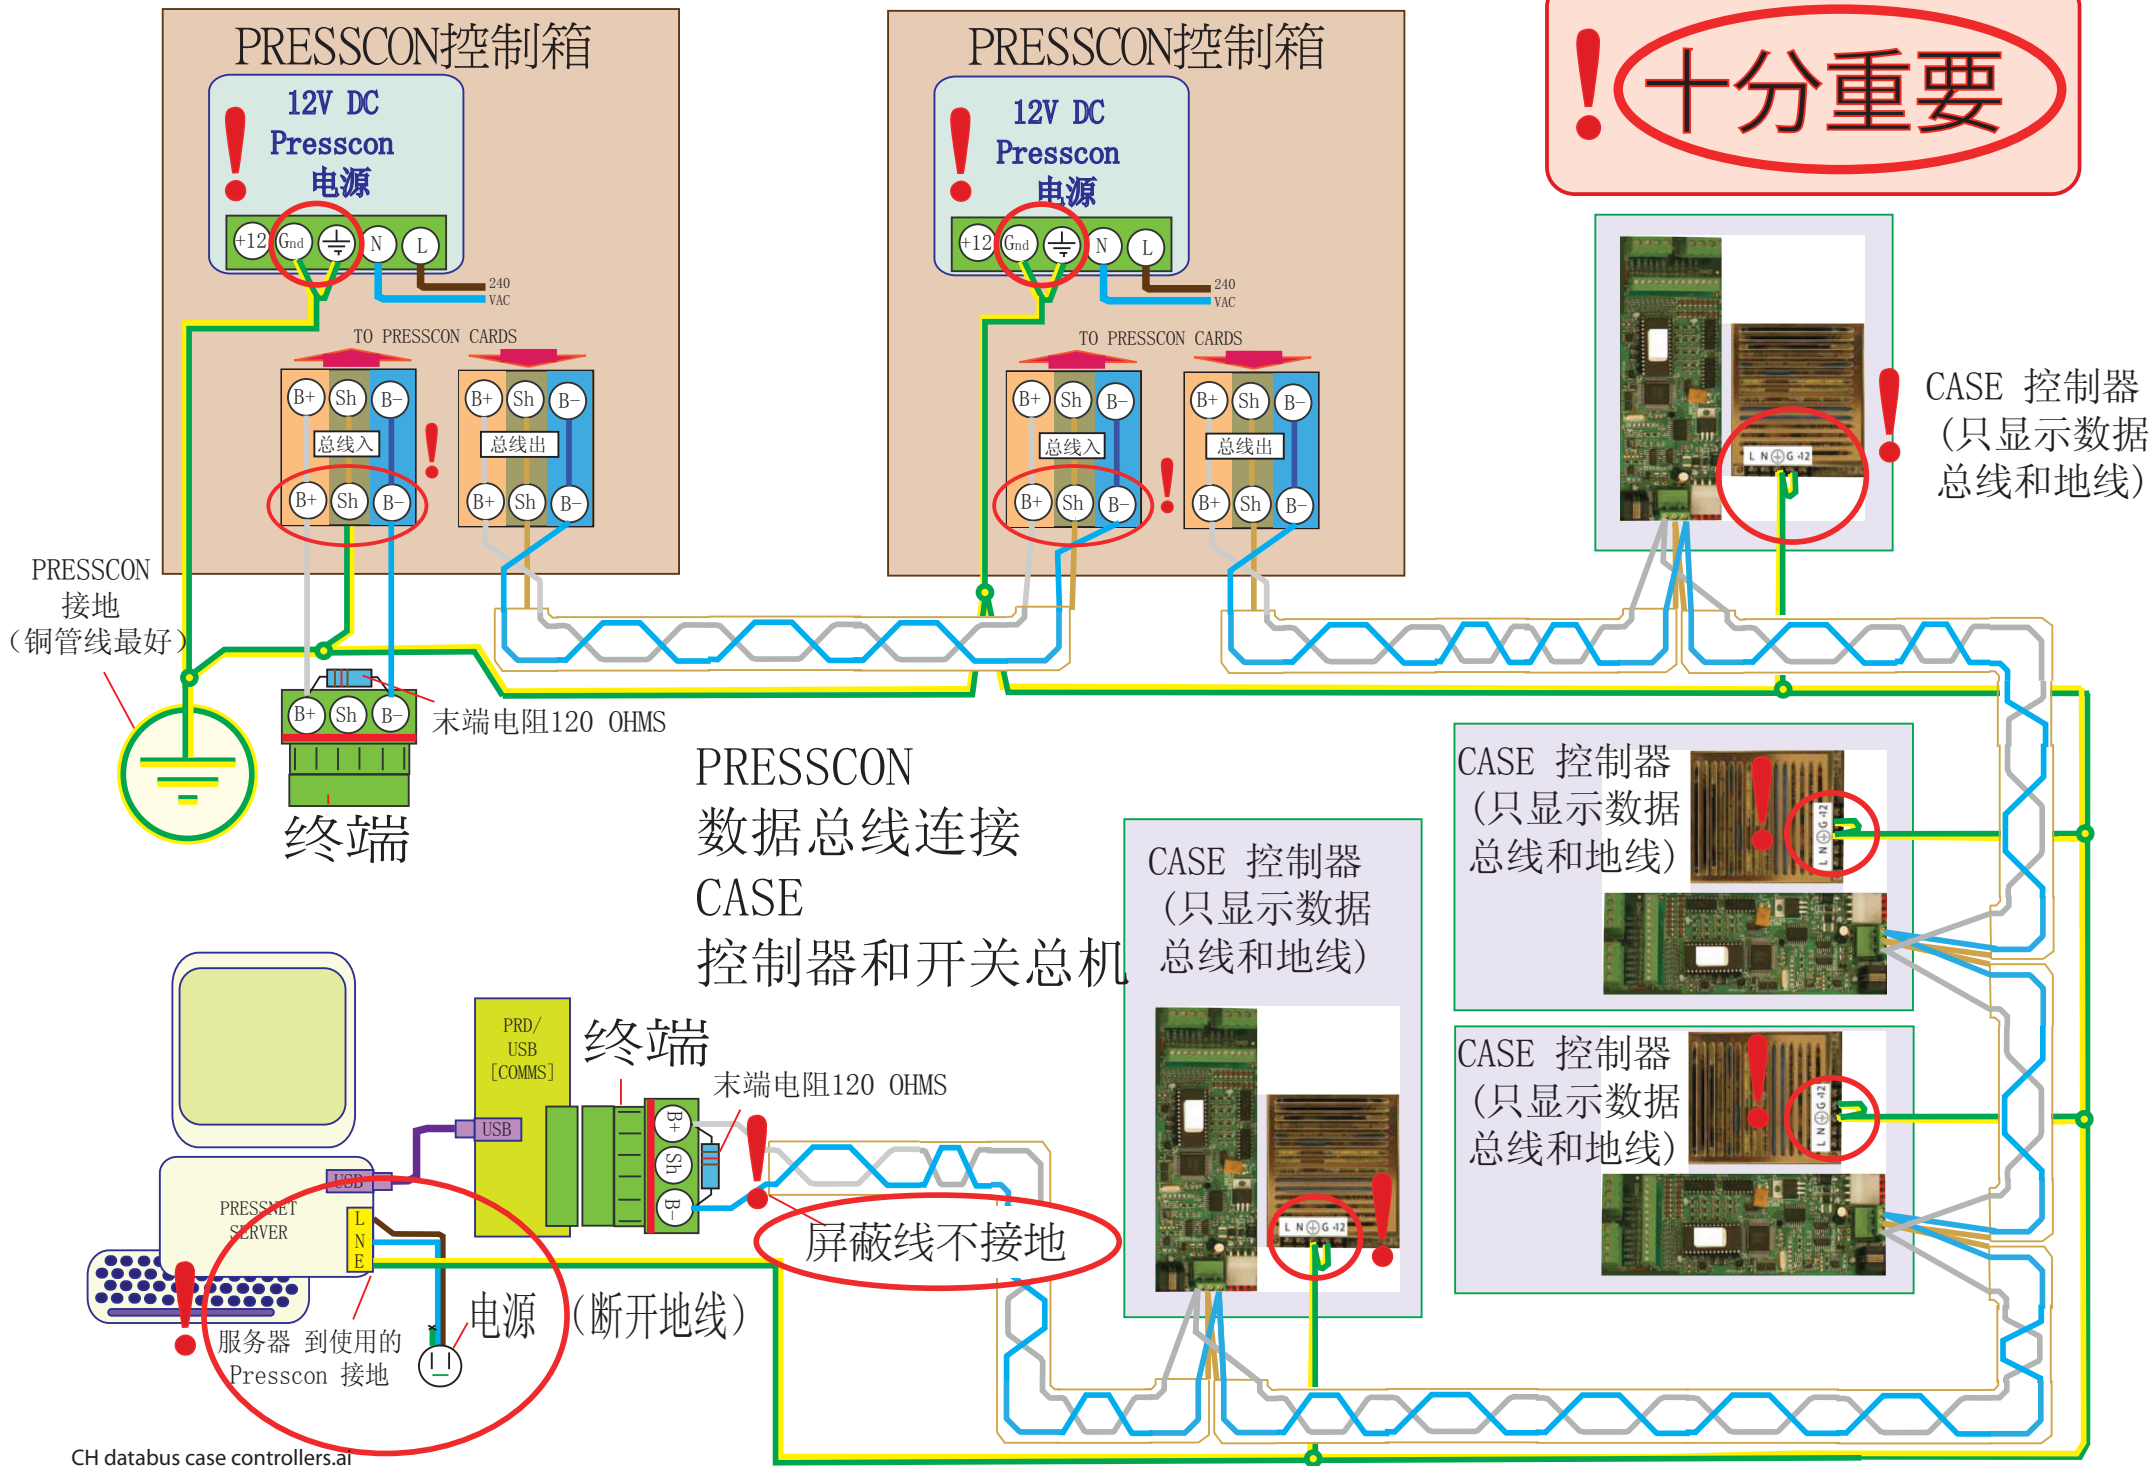 PRESSCON控制箱
12V DC
Presscon
电源
+12 Gnd N L
240
VAC
TO PRESSCON CARDS
B+ Sh B-
总线入
B+ Sh B-
B+ Sh B-
总线出
B+ Sh B-
PRESSCON控制箱
12V DC
Presscon
电源
+12 Gnd N L
240
VAC
TO PRESSCON CARDS
B+ Sh B-
总线入
B+ Sh B-
B+ Sh B-
总线出
B+ Sh B-
! 十分重要
L N G 12
CASE 控制器
(只显示数据
总线和地线)
PRESSCON
接地
(铜管线最好)
B+ Sh B-
末端电阻120 OHMS
终端
PRESSCON
数据总线连接
CASE
控制器和开关总机
CASE 控制器
(只显示数据
总线和地线)
L N G 12
CASE 控制器
(只显示数据
总线和地线)
L N G 12
CASE 控制器
(只显示数据
总线和地线)
L N G 12
PRD/
USB
[COMMS]
USB
终端
末端电阻120 OHMS
B+
Sh
B-
屏蔽线不接地
USB
PRESSNET
SERVER
L
N
E
电源 (断开地线)
服务器 到使用的
Presscon 接地
CH databus case controllers.ai